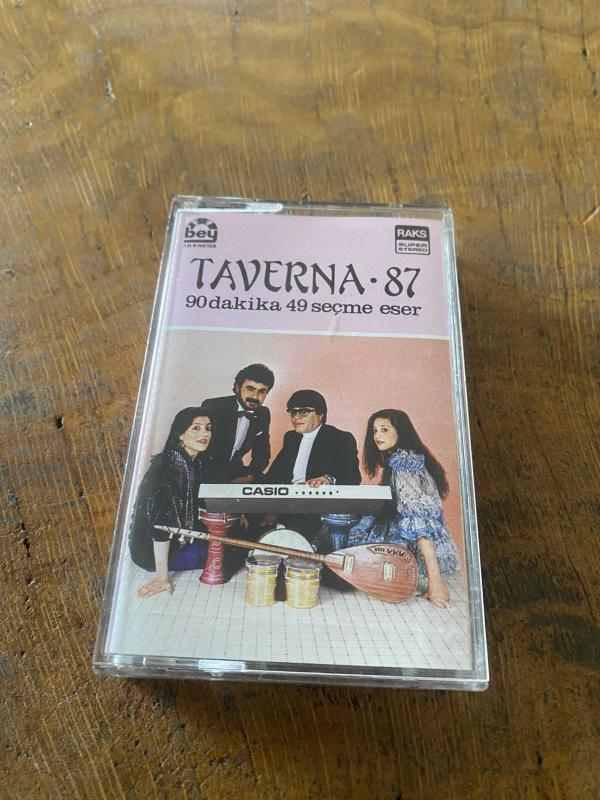 bey
RAKS
SUPER
STEREO
TAVERNA · 87
90 dakika 49 seçme eser
CASIO